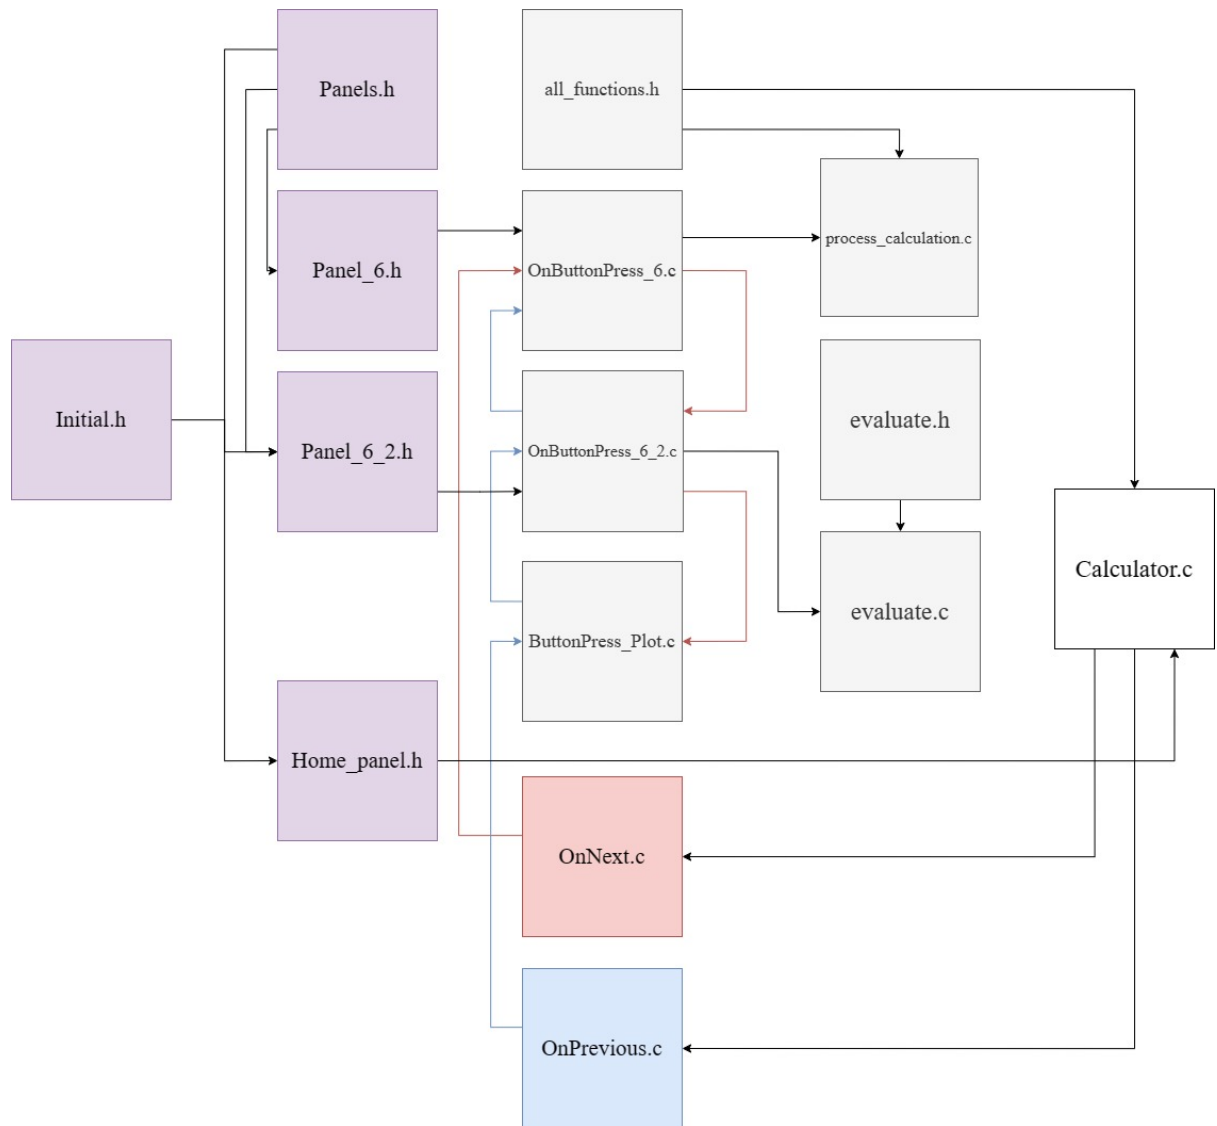 Panels.h
all_functions.h
process_calculation.c
Panel_6.h
OnButtonPress_6.c
Initial.h
Panel_6_2.h
OnButtonPress_6_2.c
evaluate.h
Calculator.c
ButtonPress_Plot.c
evaluate.c
Home_panel.h
OnNext.c
OnPrevious.c